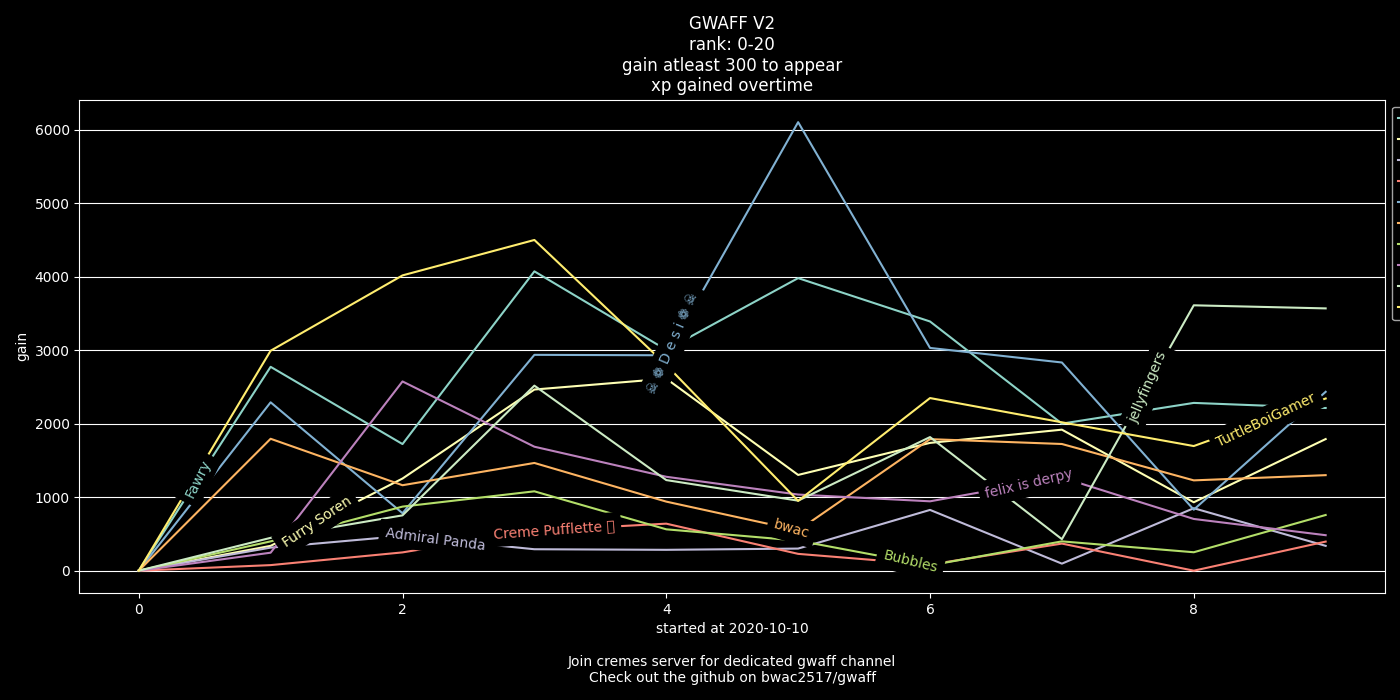 GWAFF V2
rank: 0-20
gain atleast 300 to appear
xp gained overtime
6000
5000
4000
3000
2000
1000
0
gain
Fawry
Furry Soren
Admiral Panda
Creme Pufflette
Desi
bwac
Bubbles
felix is derpy
jellyfingers
TurtleBoiGamer
0
2
4
6
8
started at 2020-10-10
Join cremes server for dedicated gwaff channel
Check out the github on bwac2517/gwaff